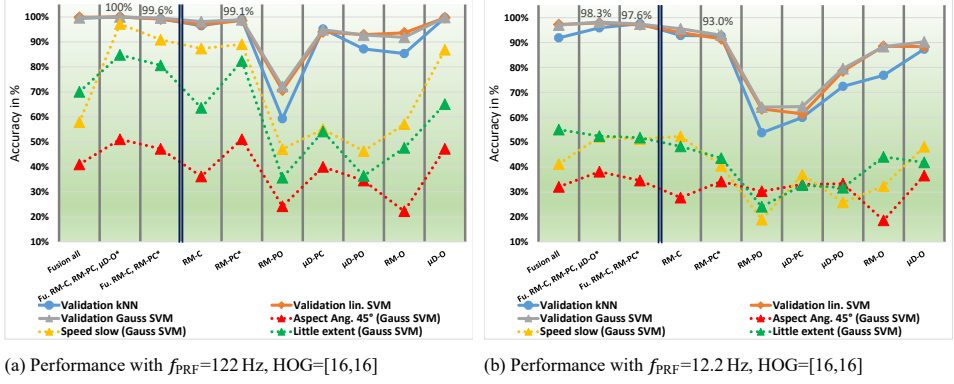 100%
99.6%
99.1%
Accuracy in %
100%
90%
80%
70%
60%
50%
40%
30%
20%
10%
Fusion all
Fu. RM-C, RM-PC, μD-O*
Fu. RM-C, RM-PC*
RM-C
RM-PC*
RM-PO
μD-PC
μD-PO
RM-O
μD-O
Validation kNN
Validation lin. SVM
Validation Gauss SVM
Aspect Ang. 45° (Gauss SVM)
Speed slow (Gauss SVM)
Little extent (Gauss SVM)
(a) Performance with fPRF=122 Hz, HOG=[16,16]
98.3%
97.6%
93.0%
Accuracy in %
100%
90%
80%
70%
60%
50%
40%
30%
20%
10%
Fusion all
Fu. RM-C, RM-PC, μD-O*
Fu. RM-C, RM-PC*
RM-C
RM-PC*
RM-PO
μD-PC
μD-PO
RM-O
μD-O
Validation kNN
Validation lin. SVM
Validation Gauss SVM
Aspect Ang. 45° (Gauss SVM)
Speed slow (Gauss SVM)
Little extent (Gauss SVM)
(b) Performance with fPRF=12.2 Hz, HOG=[16,16]